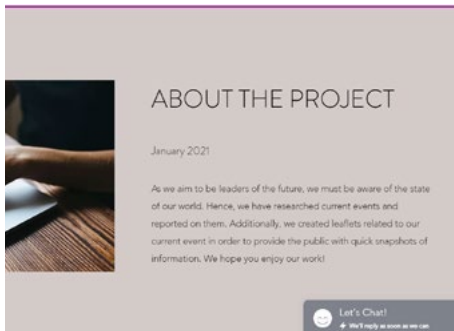 ABOUT THE PROJECT
January 2021
As we aim to be leaders of the future, we must be aware of the state
of our world. Hence, we have researched current events and
reported on them. Additionally, we created leaflets related to our
current event in order to provide the public with quick snapshots of
information. We hope you enjoy our work!
Let's Chat!
We'll reply as soon as we can